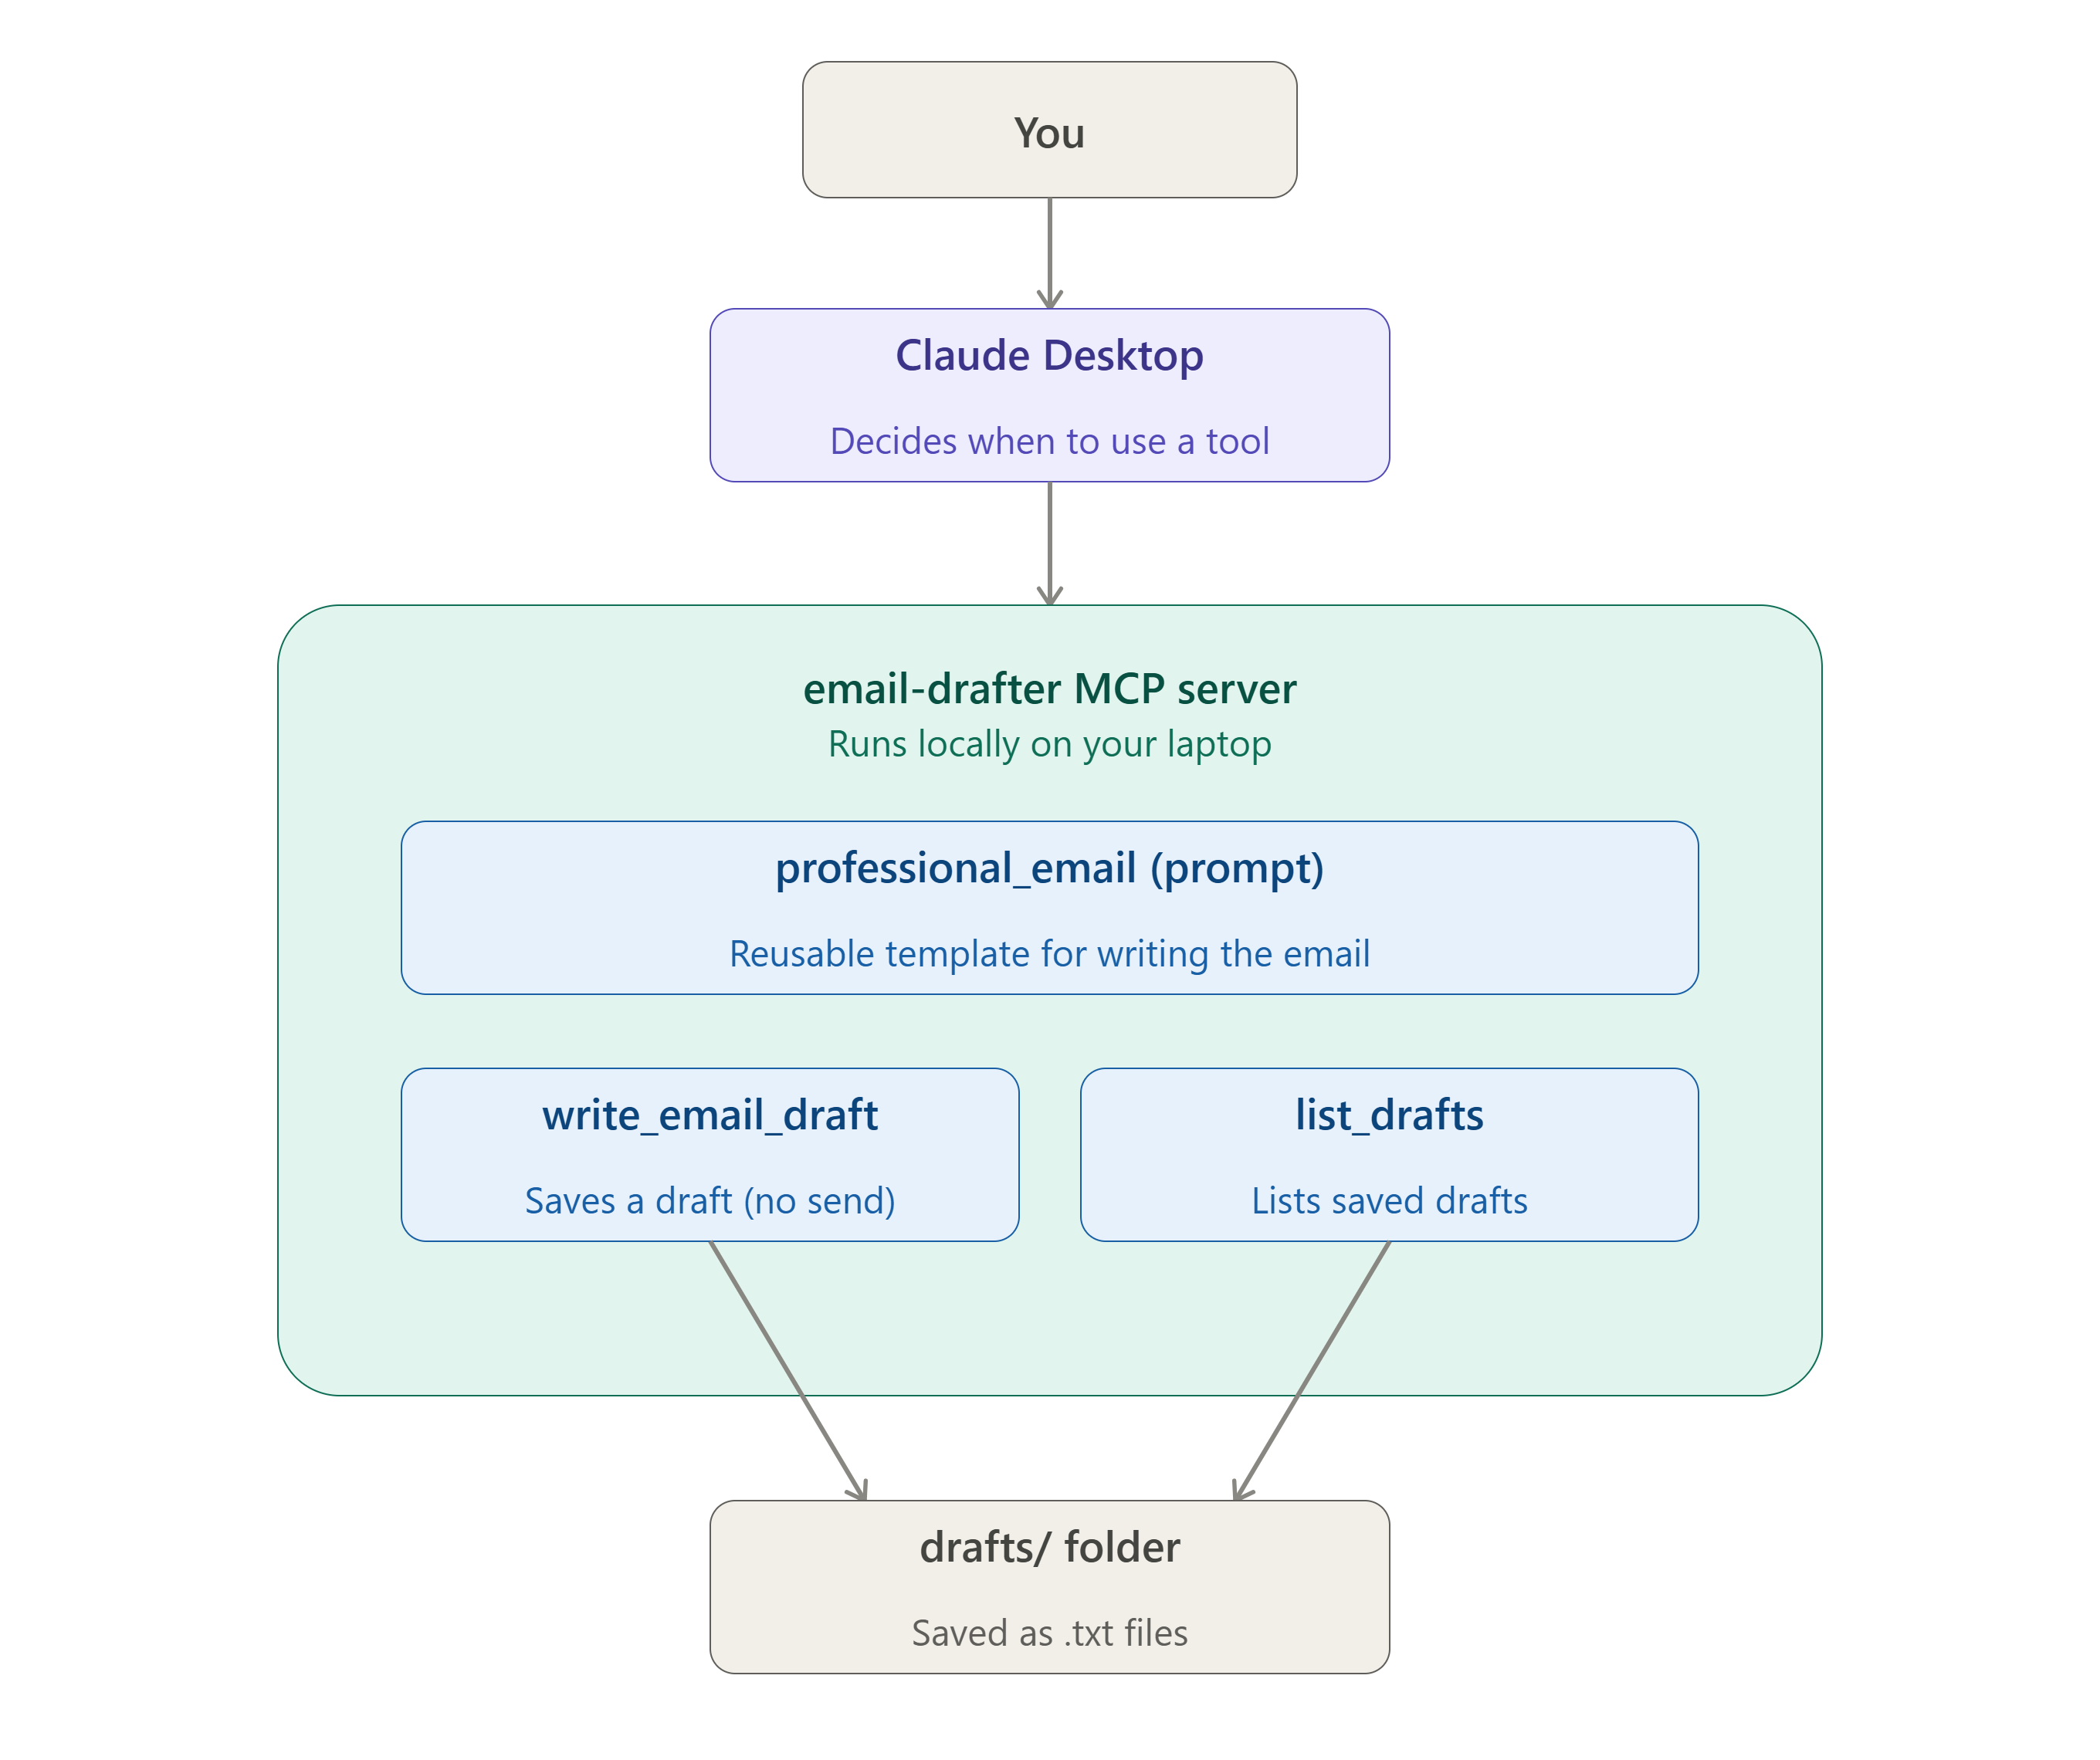 You
Claude Desktop
Decides when to use a tool
email-drafter MCP server
Runs locally on your laptop
professional_email (prompt)
Reusable template for writing the email
write_email_draft
Saves a draft (no send)
list_drafts
Lists saved drafts
drafts/ folder
Saved as .txt files